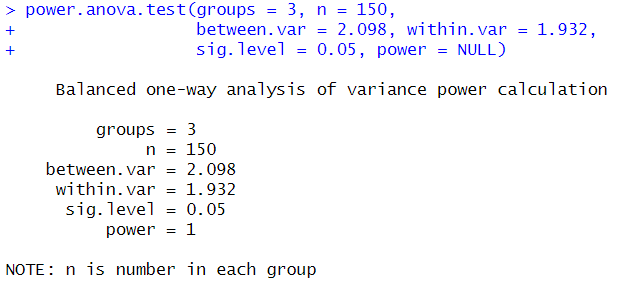 > power.anova.test(groups = 3, n = 150,
+                  between.var = 2.098, within.var = 1.932,
+                  sig.level = 0.05, power = NULL)
     Balanced one-way analysis of variance power calculation
         groups = 3
              n = 150
    between.var = 2.098
     within.var = 1.932
      sig.level = 0.05
          power = 1
NOTE: n is number in each group